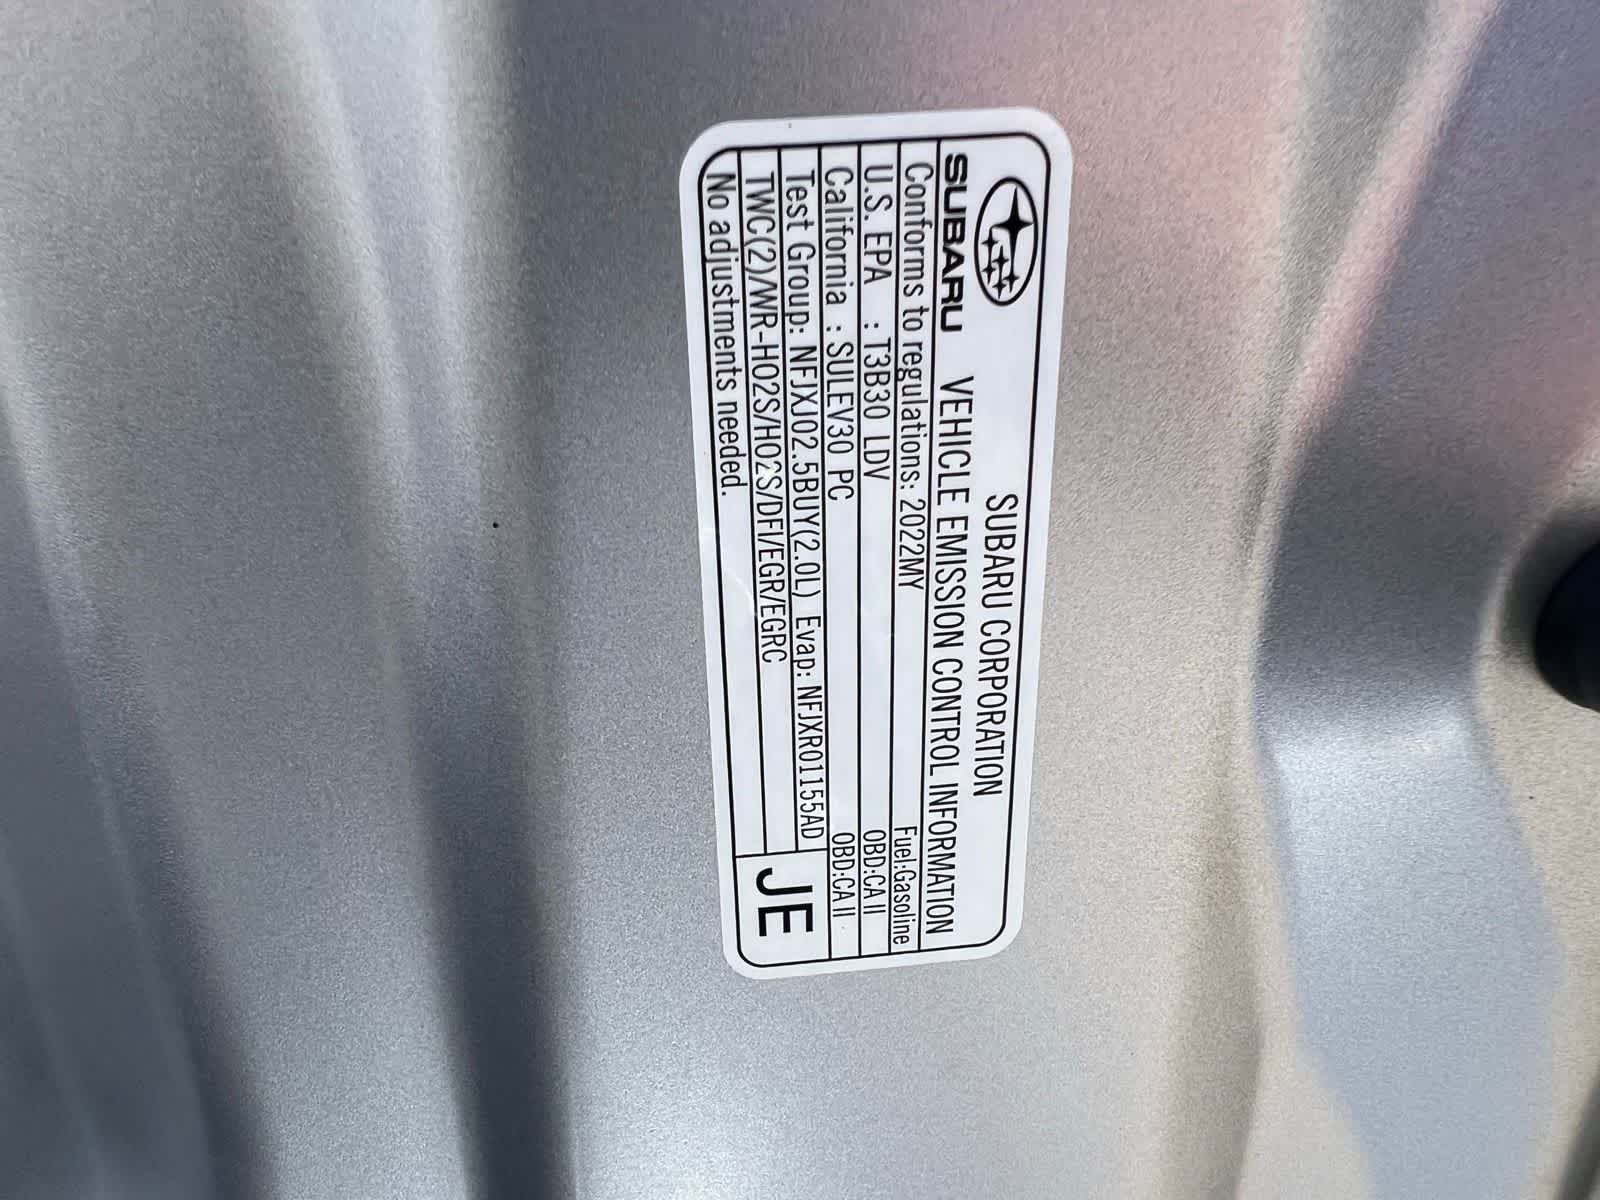 SUBARU CORPORATION
SUBARU VEHICLE EMISSION CONTROL INFORMATION
Conforms to regulations: 2022MY Fuel:Gasoline
U.S. EPA : T3B30 LDV OBD:CA II
California : SULEV30 PC OBD:CA II
Test Group: NFJXJ02.5BUY(2.0L) Evap: NFJXR01155AD
TWC(2)/WR-HO2S/HO2S/DFI/EGR/EGRC
No adjustments needed.
JE